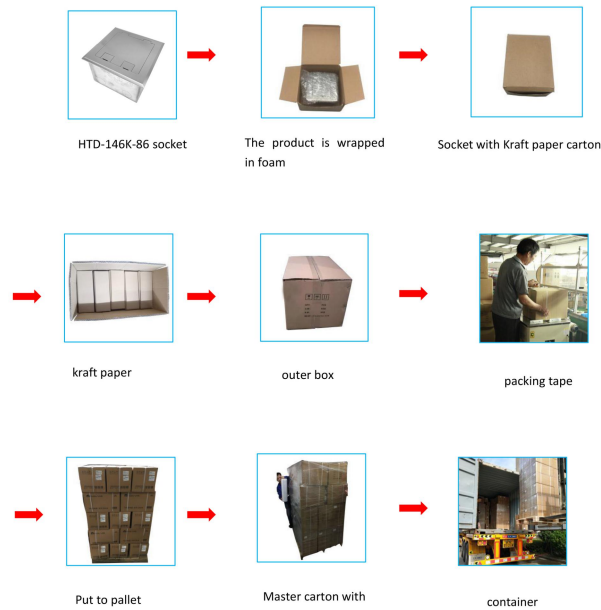 HTD-146K-86 socket
The product is wrapped
in foam
Socket with Kraft paper carton
kraft paper
outer box
packing tape
Put to pallet
Master carton with
container